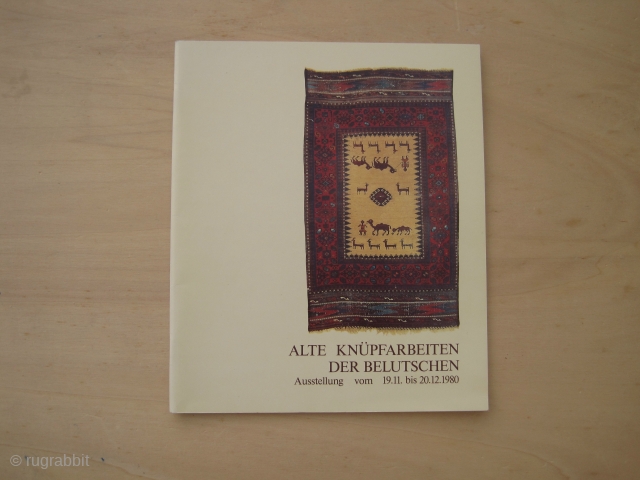 ALTE KNÜPFARBEITEN
DER BELUTSCHEN
Ausstellung vom 19.11. bis 20.12.1980
© rugrabbit